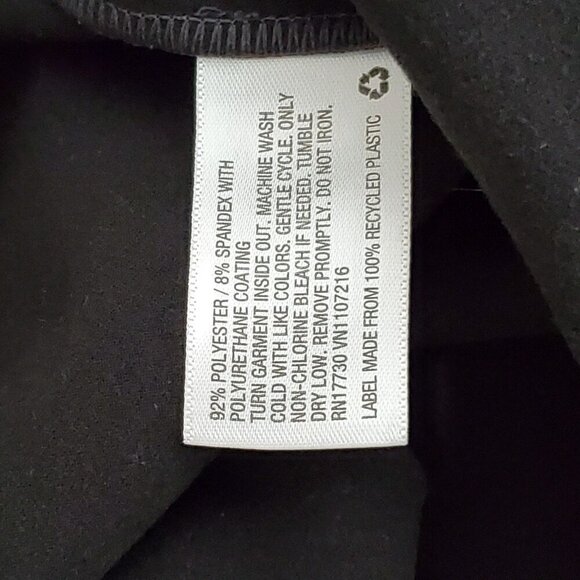 92% POLYESTER / 8% SPANDEX WITH
POLYURETHANE COATING
TURN GARMENT INSIDE OUT. MACHINE WASH
COLD WITH LIKE COLORS. GENTLE CYCLE. ONLY
NON-CHLORINE BLEACH IF NEEDED. TUMBLE
DRY LOW. REMOVE PROMPTLY. DO NOT IRON.
RN17730 VN1107216
LABEL MADE FROM 100% RECYCLED PLASTIC